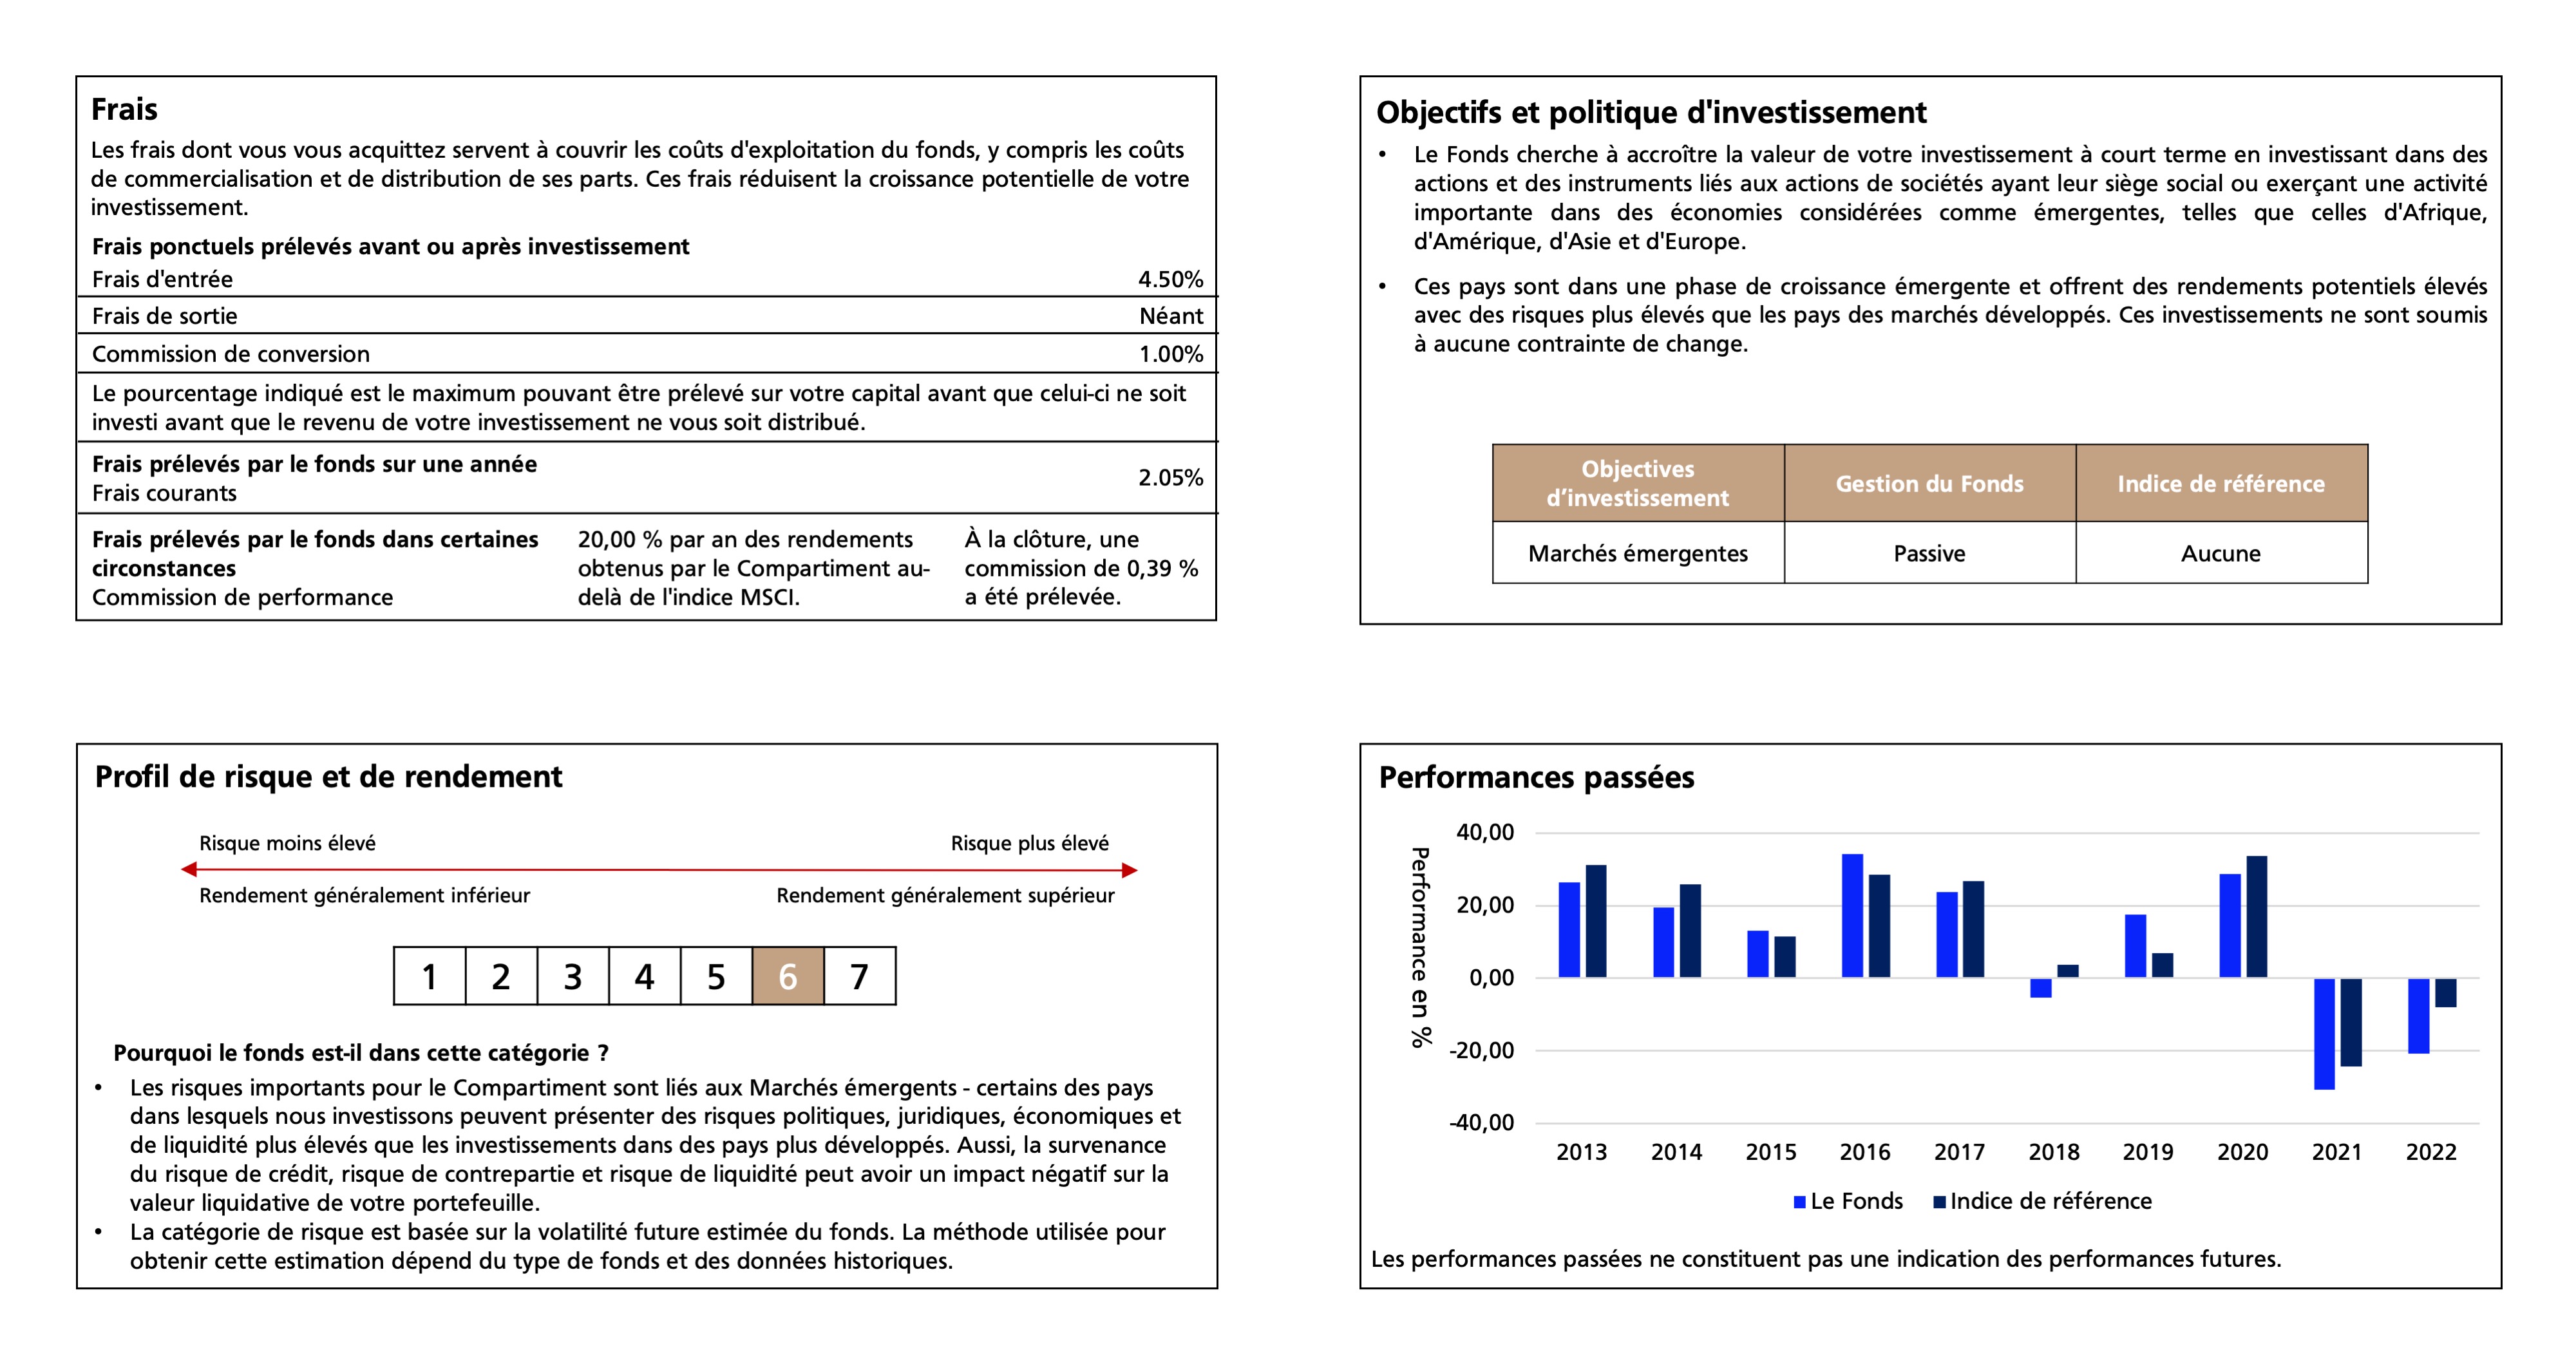 Frais
Les frais dont vous vous acquittez servent à couvrir les coûts d'exploitation du fonds, y compris les coûts
de commercialisation et de distribution de ses parts. Ces frais réduisent la croissance potentielle de votre
investissement.
Frais ponctuels prélevés avant ou après investissement
Frais d'entrée 4.50%
Frais de sortie Néant
Commission de conversion 1.00%
Le pourcentage indiqué est le maximum pouvant être prélevé sur votre capital avant que celui-ci ne soit
investi avant que le revenu de votre investissement ne vous soit distribué.
Frais prélevés par le fonds sur une année
Frais courants
2.05%
Frais prélevés par le fonds dans certaines
circonstances
Commission de performance
20,00 % par an des rendements
obtenus par le Compartiment au-
delà de l'indice MSCI.
À la clôture, une
commission de 0,39 %
a été prélevée.
Objectifs et politique d'investissement
• Le Fonds cherche à accroître la valeur de votre investissement à court terme en investissant dans des
actions et des instruments liés aux actions de sociétés ayant leur siège social ou exerçant une activité
importante dans des économies considérées comme émergentes, telles que celles d'Afrique,
d'Amérique, d'Asie et d'Europe.
• Ces pays sont dans une phase de croissance émergente et offrent des rendements potentiels élevés
avec des risques plus élevés que les pays des marchés développés. Ces investissements ne sont soumis
à aucune contrainte de change.
Objectives
d’investissement
Gestion du Fonds
Indice de référence
Marchés émergentes
Passive
Aucune
Profil de risque et de rendement
Risque moins élevé
Risque plus élevé
Rendement généralement inférieur
Rendement généralement supérieur
1 2 3 4 5 6 7
Pourquoi le fonds est-il dans cette catégorie ?
• Les risques importants pour le Compartiment sont liés aux Marchés émergents - certains des pays
dans lesquels nous investissons peuvent présenter des risques politiques, juridiques, économiques et
de liquidité plus élevés que les investissements dans des pays plus développés. Aussi, la survenance
du risque de crédit, risque de contrepartie et risque de liquidité peut avoir un impact négatif sur la
valeur liquidative de votre portefeuille.
• La catégorie de risque est basée sur la volatilité future estimée du fonds. La méthode utilisée pour
obtenir cette estimation dépend du type de fonds et des données historiques.
Performances passées
Performance en %
40,00
20,00
0,00
-20,00
-40,00
2013 2014 2015 2016 2017 2018 2019 2020 2021 2022
Le Fonds Indice de référence
Les performances passées ne constituent pas une indication des performances futures.